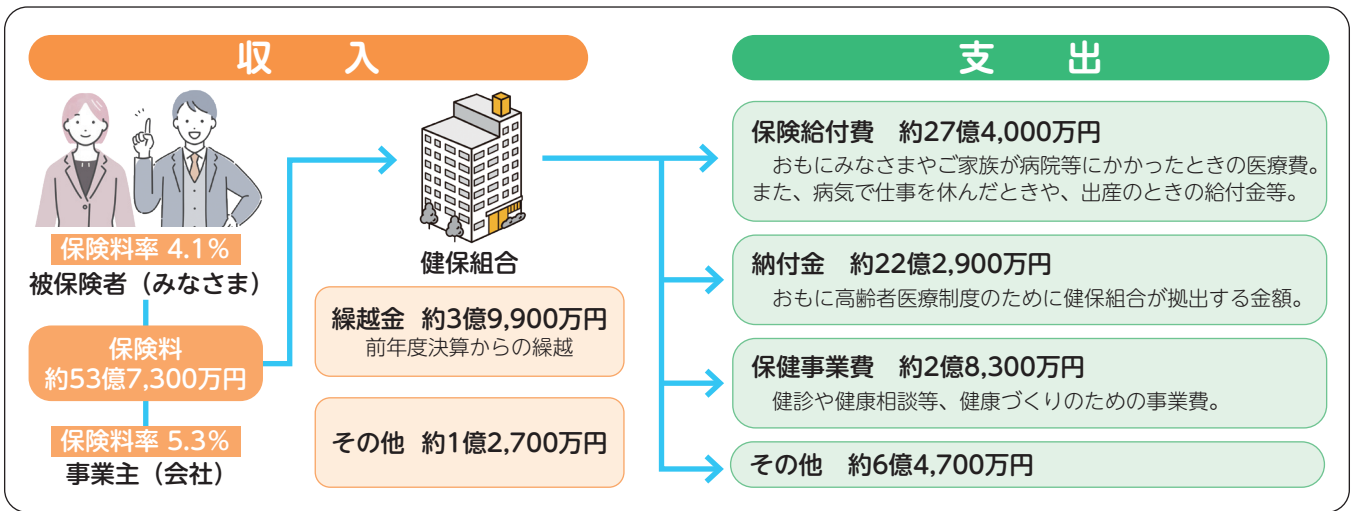 収入
保険料率 4.1%
被保険者（みなさま）
保険料
約53億7,300万円
保険料率 5.3%
事業主（会社）
健保組合
繰越金 約3億9,900万円
前年度決算からの繰越
その他 約1億2,700万円
支出
保険給付費 約27億4,000万円
おもにみなさまやご家族が病院等にかかったときの医療費。
また、病気で仕事を休んだときや、出産のときの給付金等。
納付金 約22億2,900万円
おもに高齢者医療制度のために健保組合が拠出する金額。
保健事業費 約2億8,300万円
健診や健康相談等、健康づくりのための事業費。
その他 約6億4,700万円